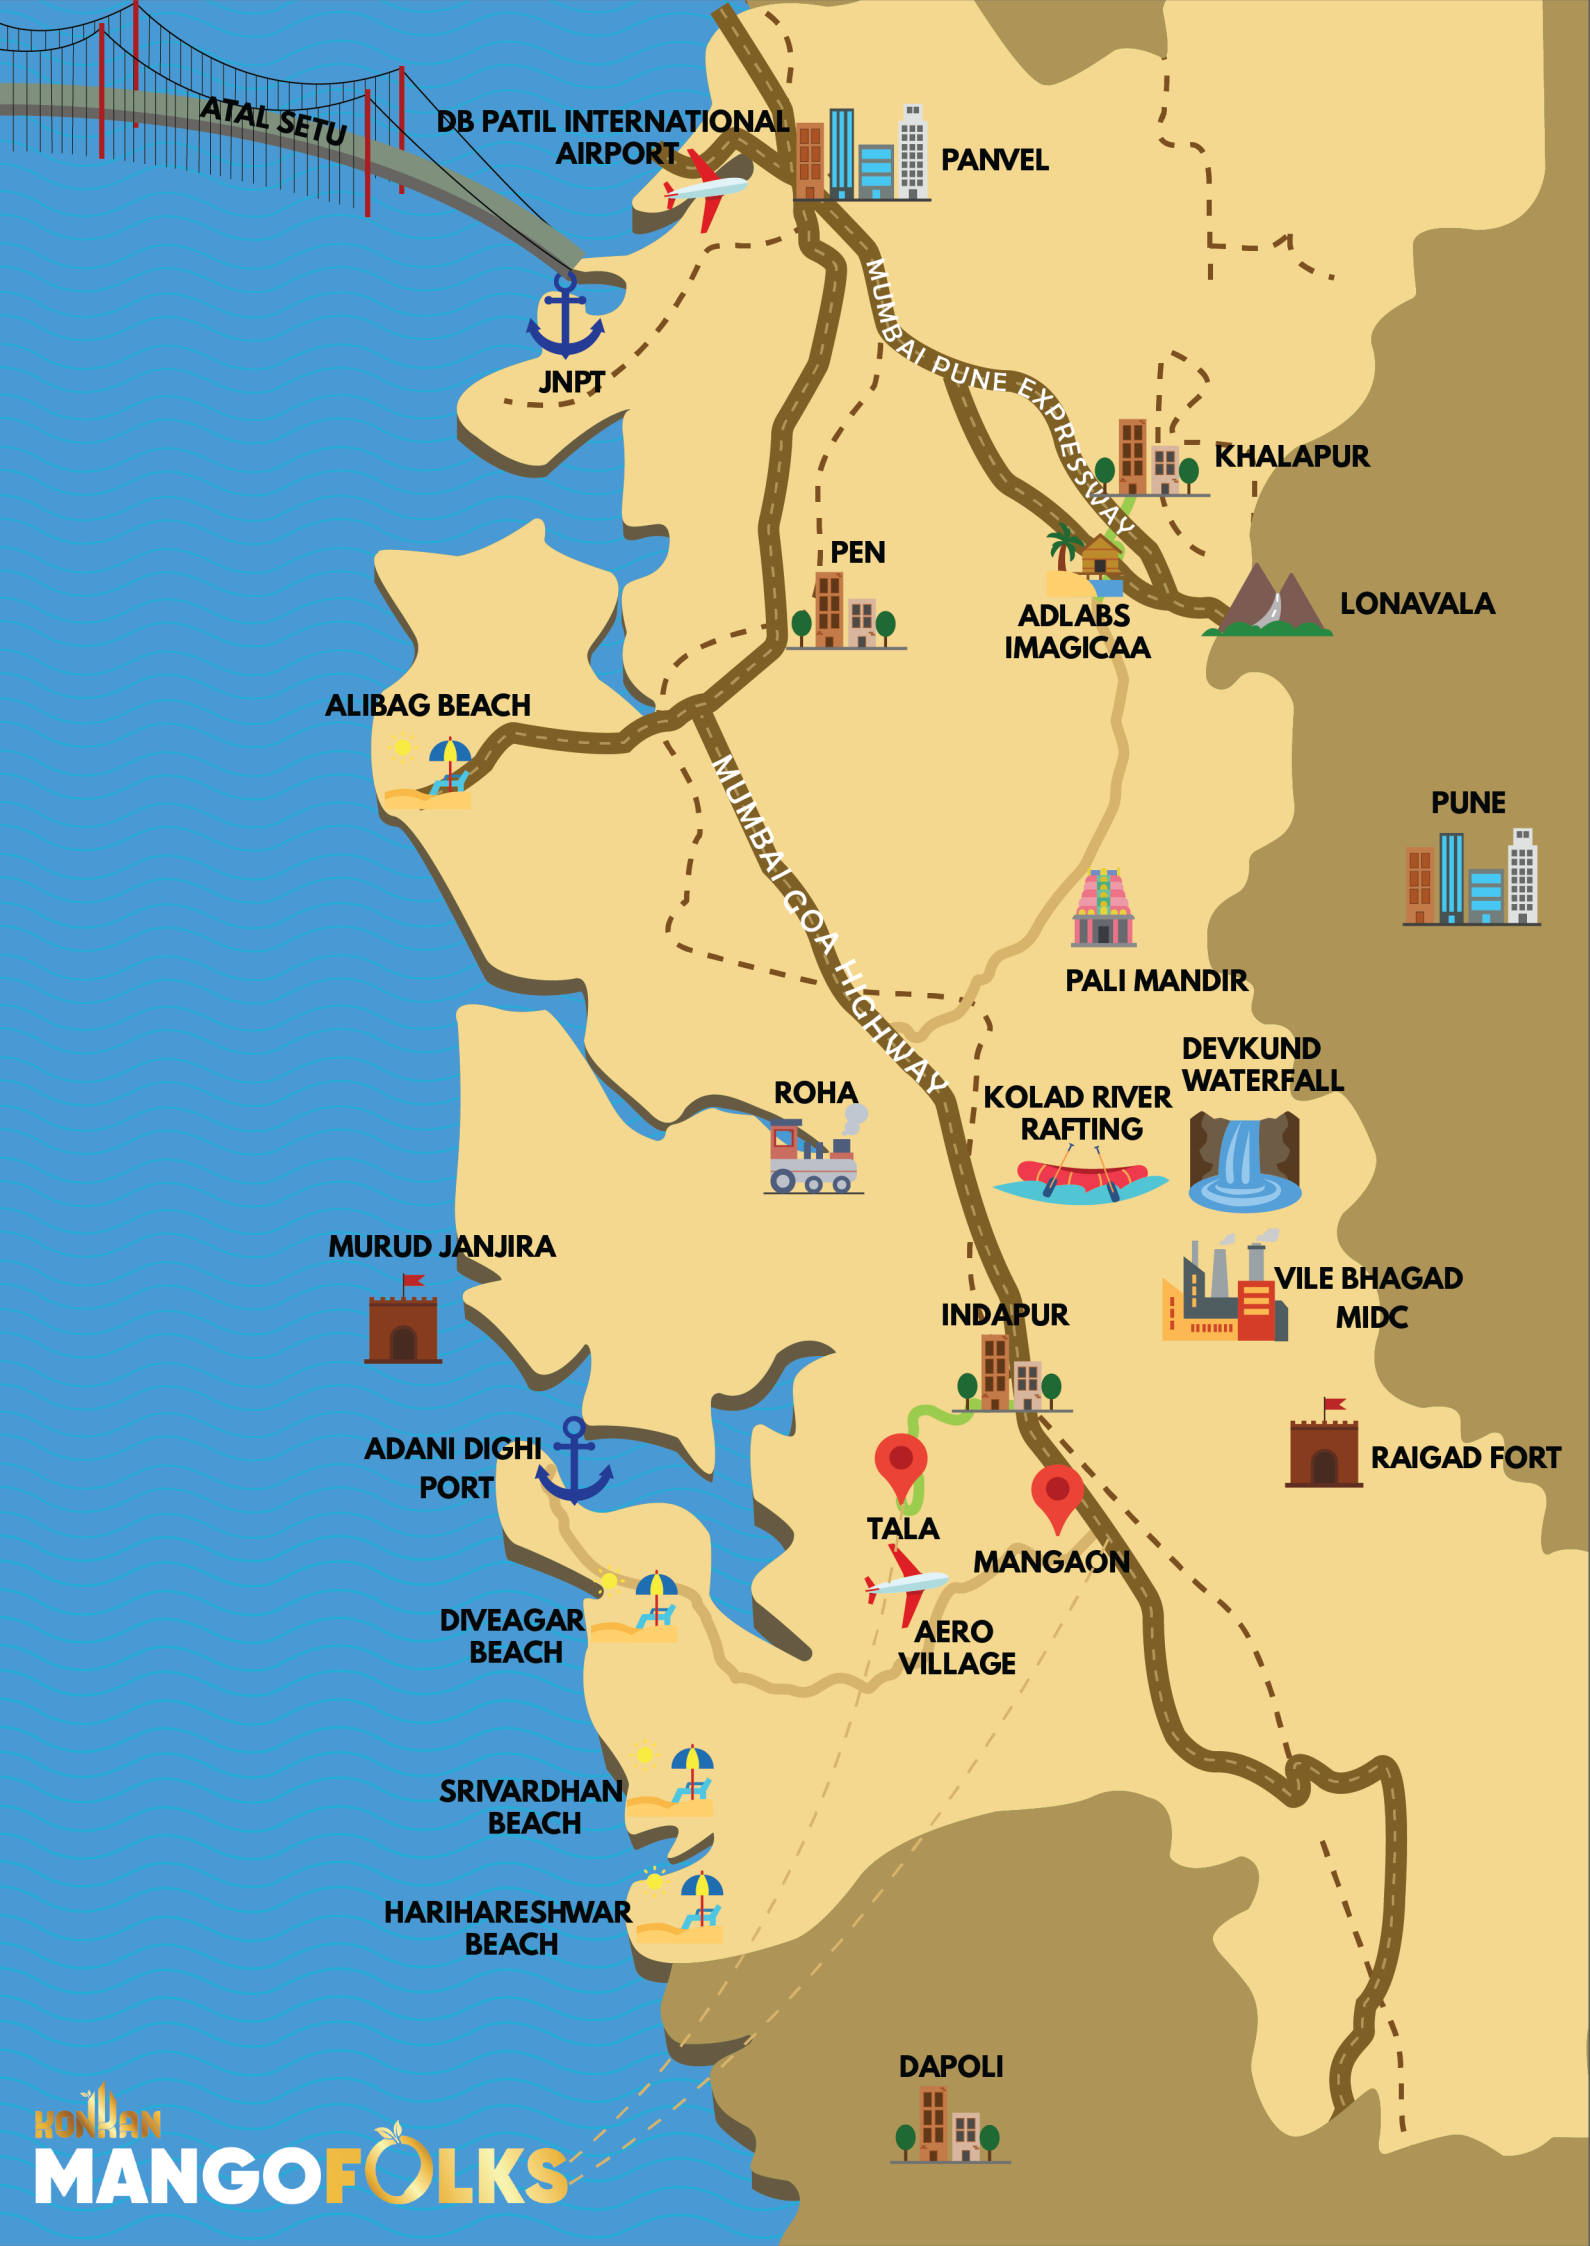 ATAL SETU
DB PATIL INTERNATIONAL
AIRPORT
PANVEL
JNPT
MUMBAI PUNE EXPRESSWAY
KHALAPUR
PEN
ADLABS
IMAGICAA
LONAVALA
ALIBAG BEACH
MUMBAI GOA HIGHWAY
PUNE
PALI MANDIR
DEVKUND
WATERFALL
ROHA
KOLAD RIVER
RAFTING
MURUD JANJIRA
VILE BHAGAD
MIDC
INDAPUR
ADANI DIGHI
PORT
RAIGAD FORT
TALA
MANGAON
DIVEAGAR
BEACH
AERO
VILLAGE
SRIVARDHAN
BEACH
HARIHARESHWAR
BEACH
DAPOLI
KONKAN
MANGOFOLKS